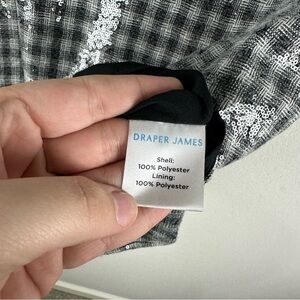 DRAPER JAMES
Shell:
100% Polyester
Lining:
100% Polyester